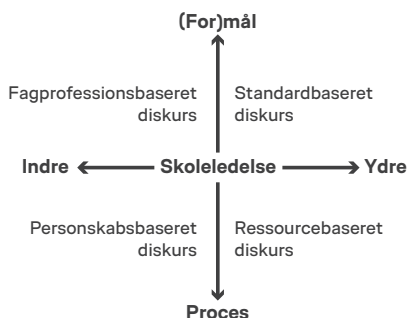 (For)mål
Fagprofessionsbaseret
diskurs
Standardbaseret
diskurs
Indre
Skoleledelse
Ydre
Personskabsbaseret
diskurs
Ressourcebaseret
diskurs
Proces